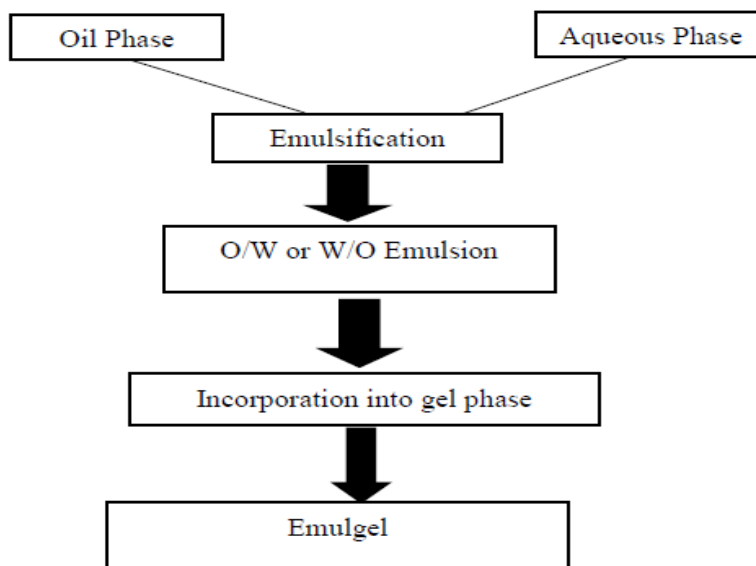 Oil Phase
Aqueous Phase
Emulsification
O/W or W/O Emulsion
Incorporation into gel phase
Emulgel